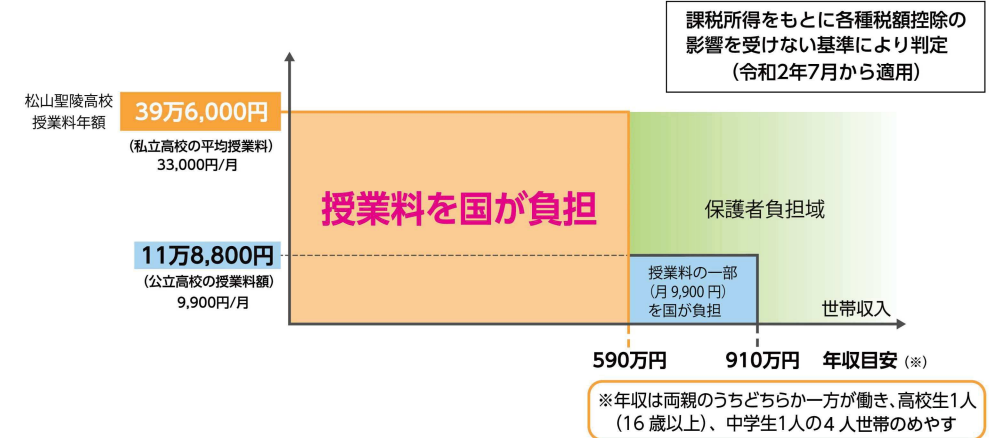 課税所得をもとに各種税額控除の
影響を受けない基準により判定
（令和2年7月から適用）
松山聖陵高校
授業料年額
39万6,000円
（私立高校の平均授業料）
33,000円/月
授業料を国が負担
保護者負担域
11万8,800円
（公立高校の授業料額）
9,900円/月
授業料の一部
（月 9,900 円）
を国が負担
世帯収入
590万円
910万円
年収目安（※）
※年収は両親のうちどちらか一方が働き、高校生1人
（16 歳以上）、中学生1人の４人世帯のめやす